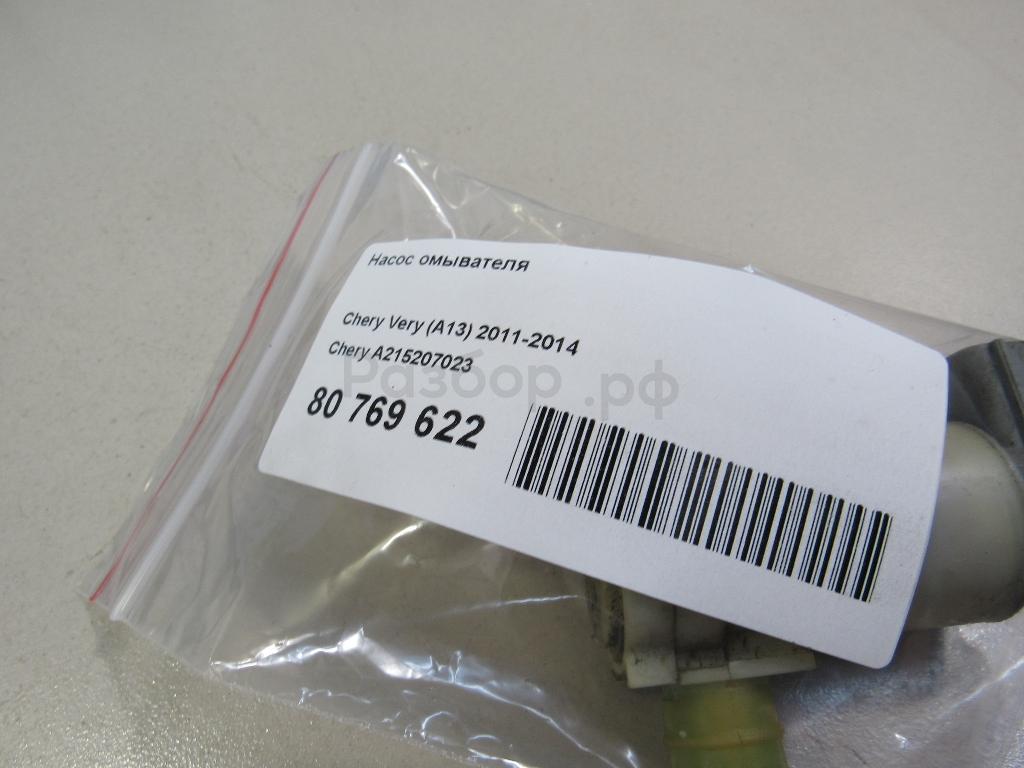 Насос омывателя
Chery Very (A13) 2011-2014
Chery A215207023
Разбор.рф
80 769 622